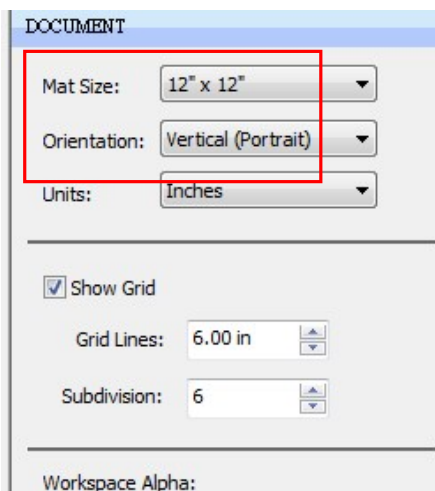 DOCUMENT
Mat Size: 12" x 12"
Orientation: Vertical (Portrait)
Units: Inches
Show Grid
Grid Lines: 6.00 in
Subdivision: 6
Workspace Alpha: